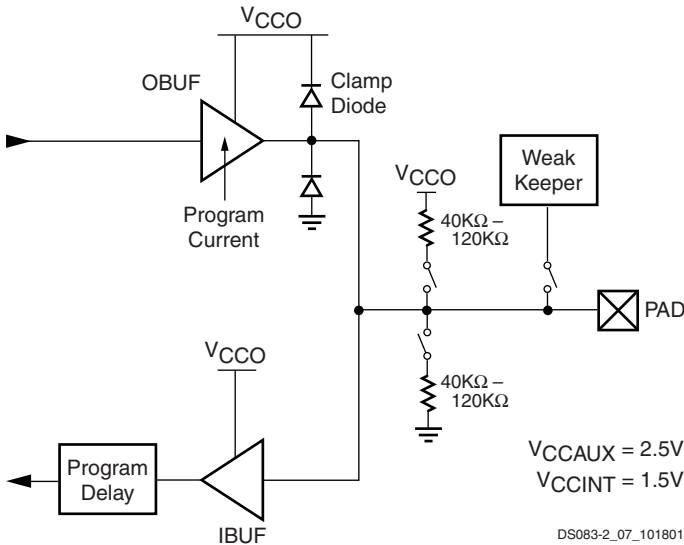 VCCO
OBUF
Clamp
Diode
Program
Current
VCCO
40KΩ –
120KΩ
Weak
Keeper
PAD
VCCO
40KΩ –
120KΩ
Program
Delay
IBUF
VCCAUX = 2.5V
VCCINT = 1.5V
DS083-2_07_101801